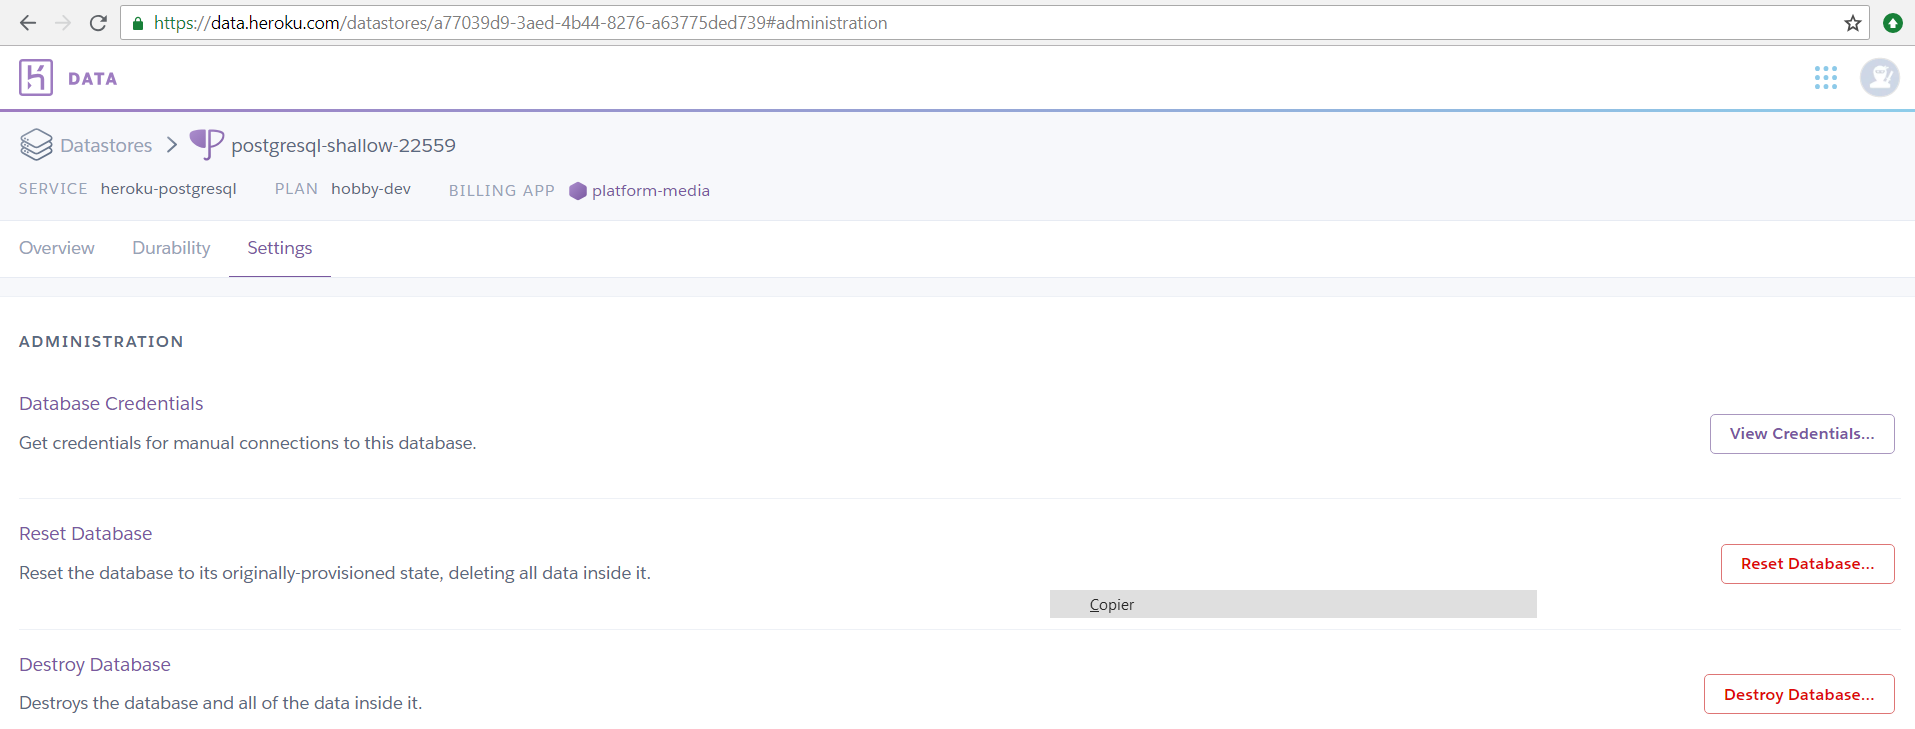 https://data.heroku.com/datastores/a77039d9-3aed-4b44-8276-a63775ded739#administration
DATA
Datastores postgresql-shallow-22559
SERVICE heroku-postgresql PLAN hobby-dev BILLING APP platform-media
Overview Durability Settings
ADMINISTRATION
Database Credentials
Get credentials for manual connections to this database.
View Credentials...
Reset Database
Reset the database to its originally-provisioned state, deleting all data inside it.
Reset Database...
Copier
Destroy Database
Destroys the database and all of the data inside it.
Destroy Database...